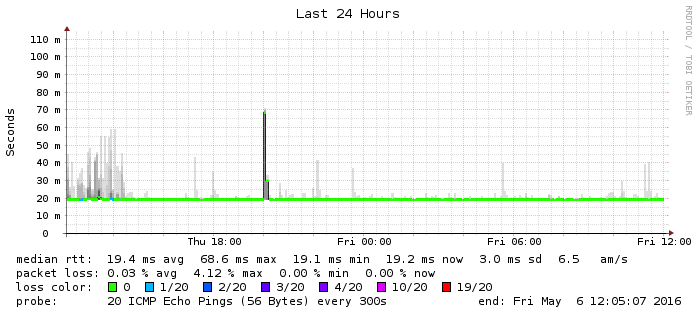 Last 24 Hours
RRDTOOL / TOBI OETIKER
110 m
100 m
90 m
80 m
70 m
60 m
50 m
40 m
30 m
20 m
10 m
0
Seconds
Thu 18:00 Fri 00:00 Fri 06:00 Fri 12:00
median rtt: 19.4 ms avg 68.6 ms max 19.1 ms min 19.2 ms now 3.0 ms sd 6.5 am/s
packet loss: 0.03 % avg 4.12 % max 0.00 % min 0.00 % now
loss color: 0 1/20 2/20 3/20 4/20 10/20 19/20
probe: 20 ICMP Echo Pings (56 Bytes) every 300s end: Fri May 6 12:05:07 2016